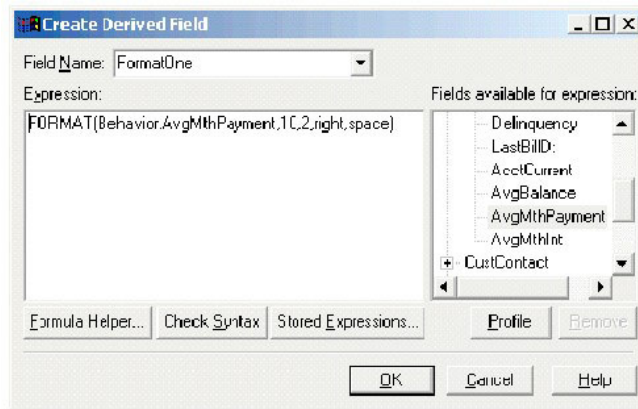 Create Derived Field
Field Name: FormatOne
Expression:
Fields available for expression:
FORMAT(Behavior.AvgMthPayment,10,2,right,space)
Delinquency
LastBillD:
AcctCurrent
AvgBalance
AvgMthPayment
AvgMthInt
CustContact
Formula Helper... Check Syntax Stored Expressions... Profile Remove
OK Cancel Help